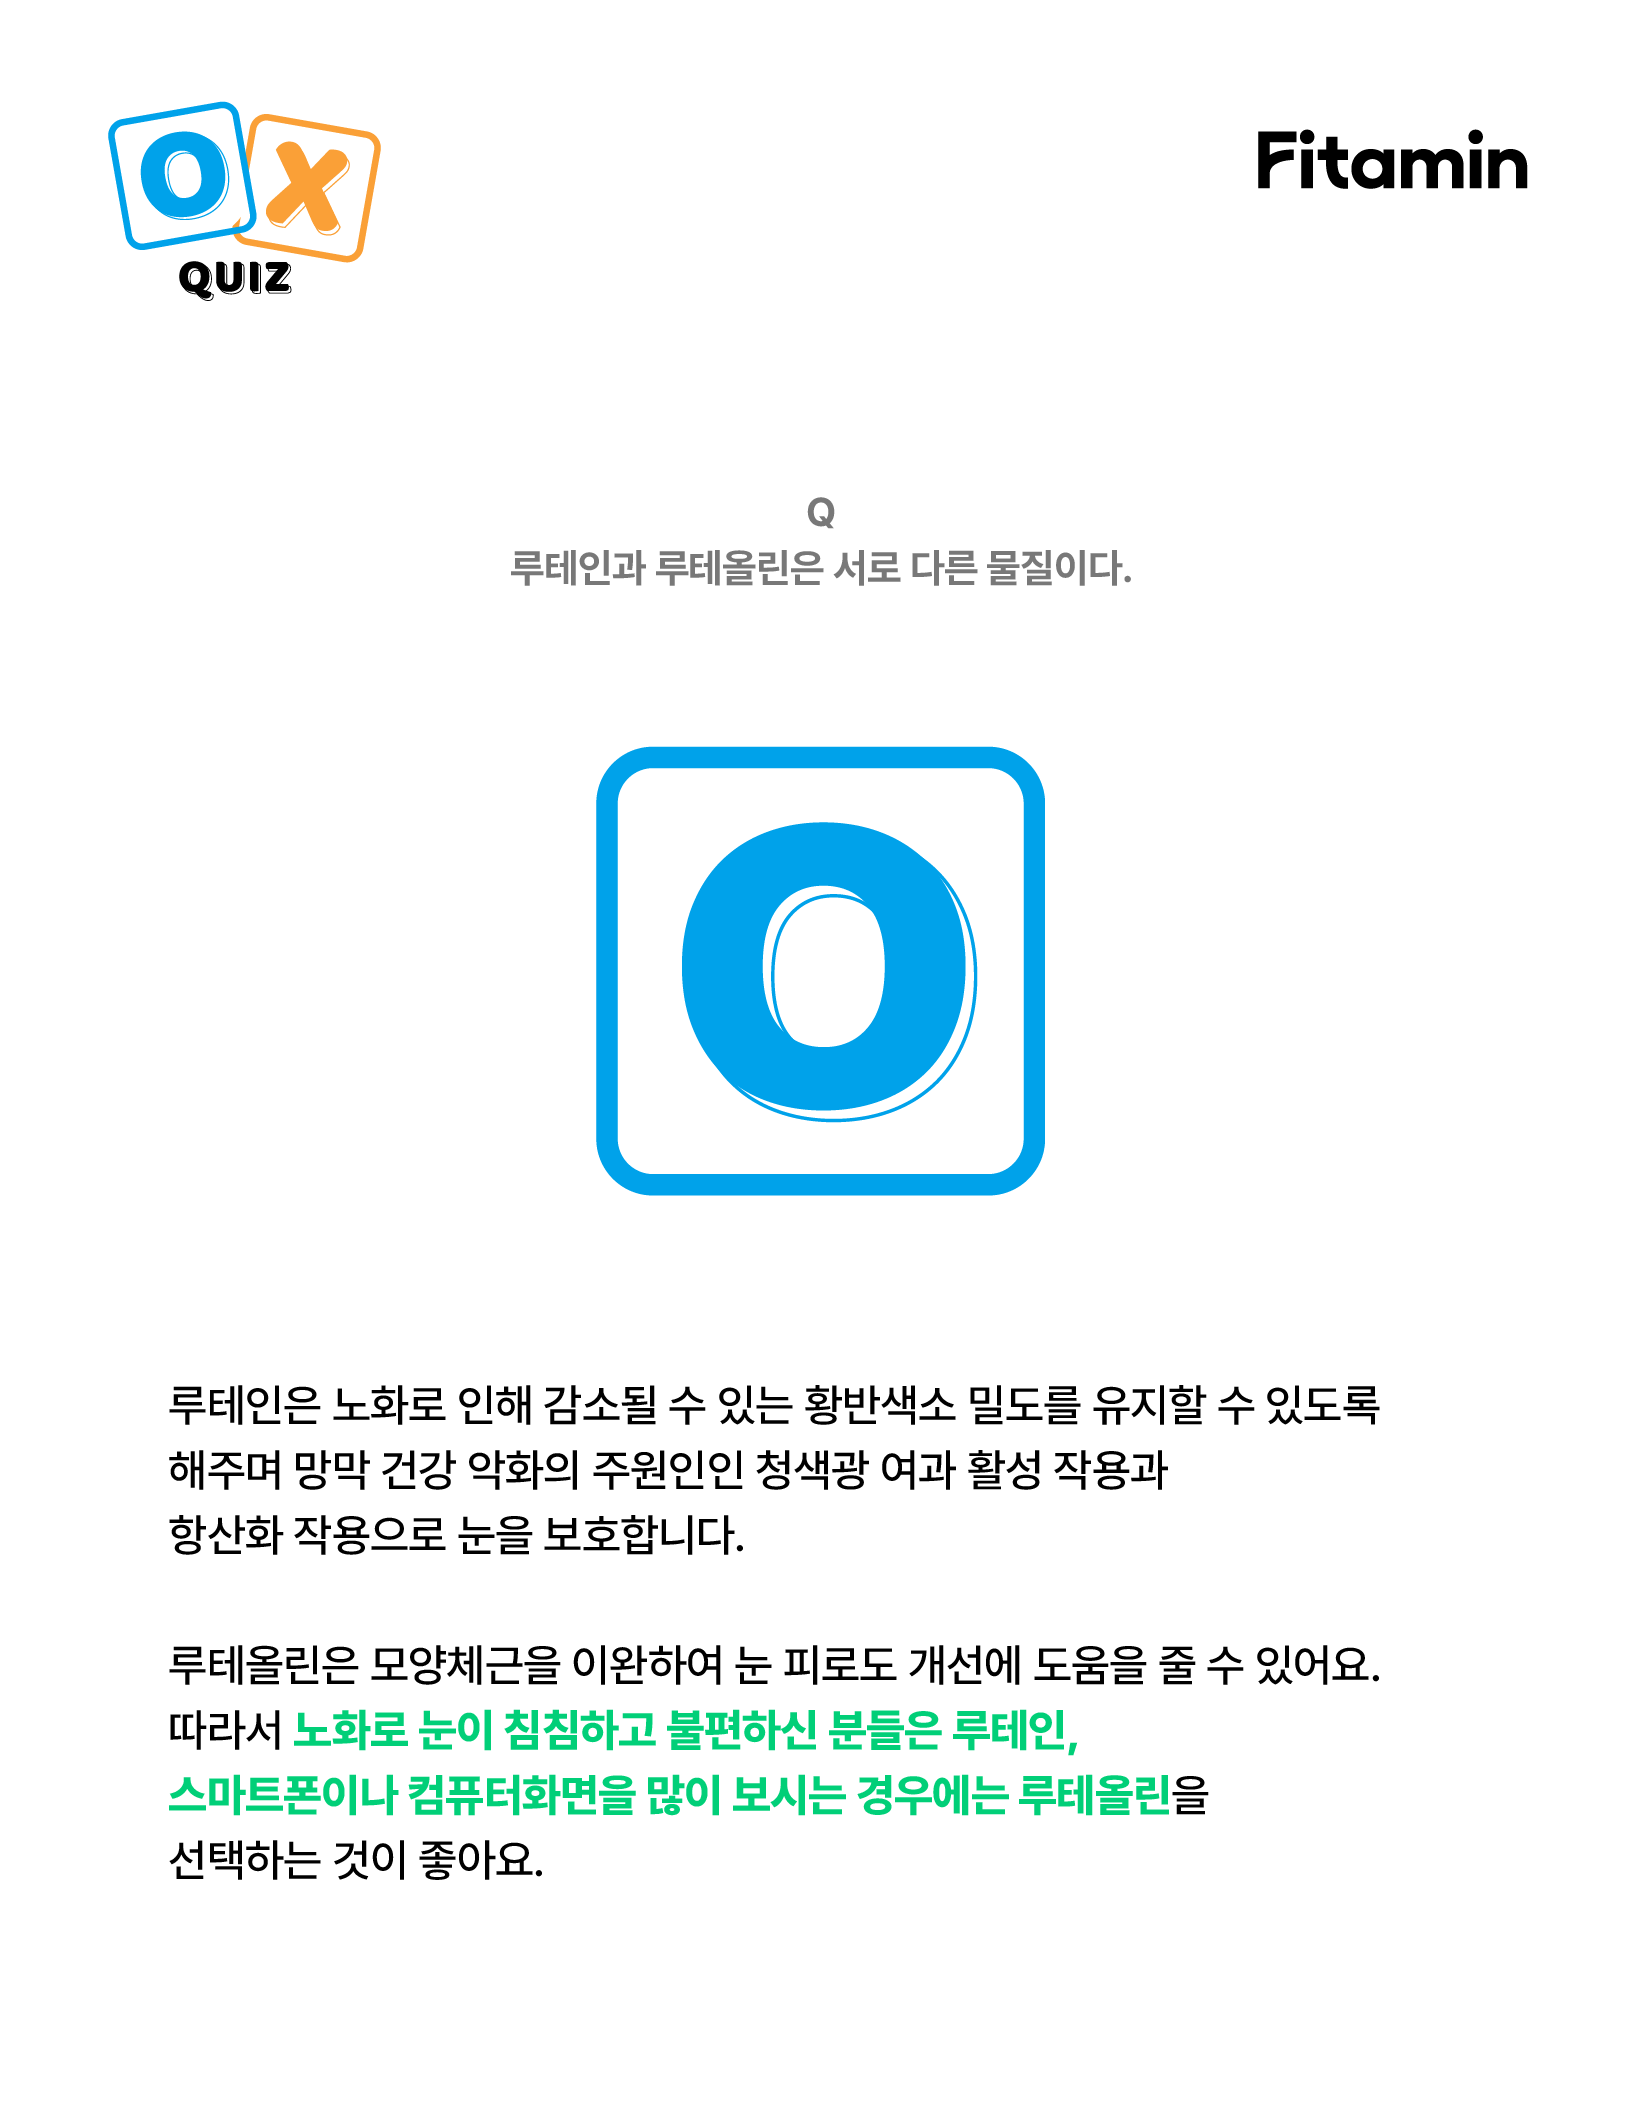 O X
QUIZ
Fitamin
Q
루테인과 루테올린은 서로 다른 물질이다.
O
루테인은 노화로 인해 감소될 수 있는 황반색소 밀도를 유지할 수 있도록
해주며 망막 건강 악화의 주원인인 청색광 여과 활성 작용과
항산화 작용으로 눈을 보호합니다.
루테올린은 모양체근을 이완하여 눈 피로도 개선에 도움을 줄 수 있어요.
따라서 노화로 눈이 침침하고 불편하신 분들은 루테인,
스마트폰이나 컴퓨터화면을 많이 보시는 경우에는 루테올린을
선택하는 것이 좋아요.